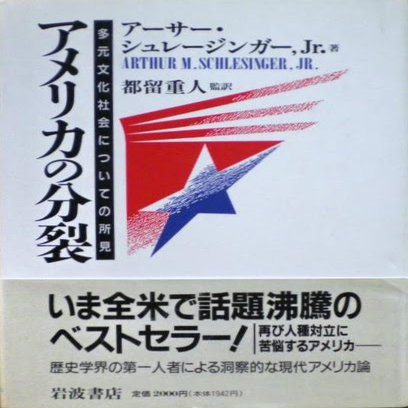 アメリカの分裂
多元文化社会についての所見
アーサー・
シュレージンガー, Jr. 著
ARTHUR M. SCHLESINGER, JR.
都留重人 監訳
いま全米で話題沸騰の
ベストセラー!
再び人種対立に
苦悩するアメリカ——
歴史学界の第一人者による洞察的な現代アメリカ論
岩波書店 定価 2000円(本体1942円)